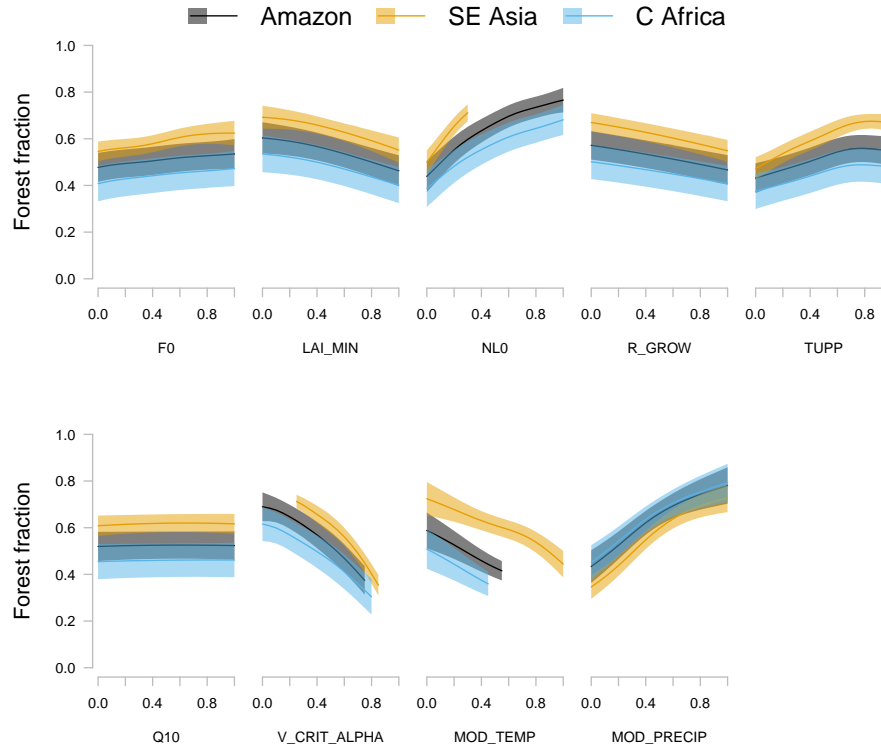 Amazon SE Asia C Africa
Forest fraction
1.0
0.8
0.6
0.4
0.2
0.0
0.0 0.4 0.8
F0
0.0 0.4 0.8
LAI_MIN
0.0 0.4 0.8
NL0
0.0 0.4 0.8
R_GROW
0.0 0.4 0.8
TUPP
Forest fraction
1.0
0.8
0.6
0.4
0.2
0.0
0.0 0.4 0.8
Q10
0.0 0.4 0.8
V_CRIT_ALPHA
0.0 0.4 0.8
MOD_TEMP
0.0 0.4 0.8
MOD_PRECIP